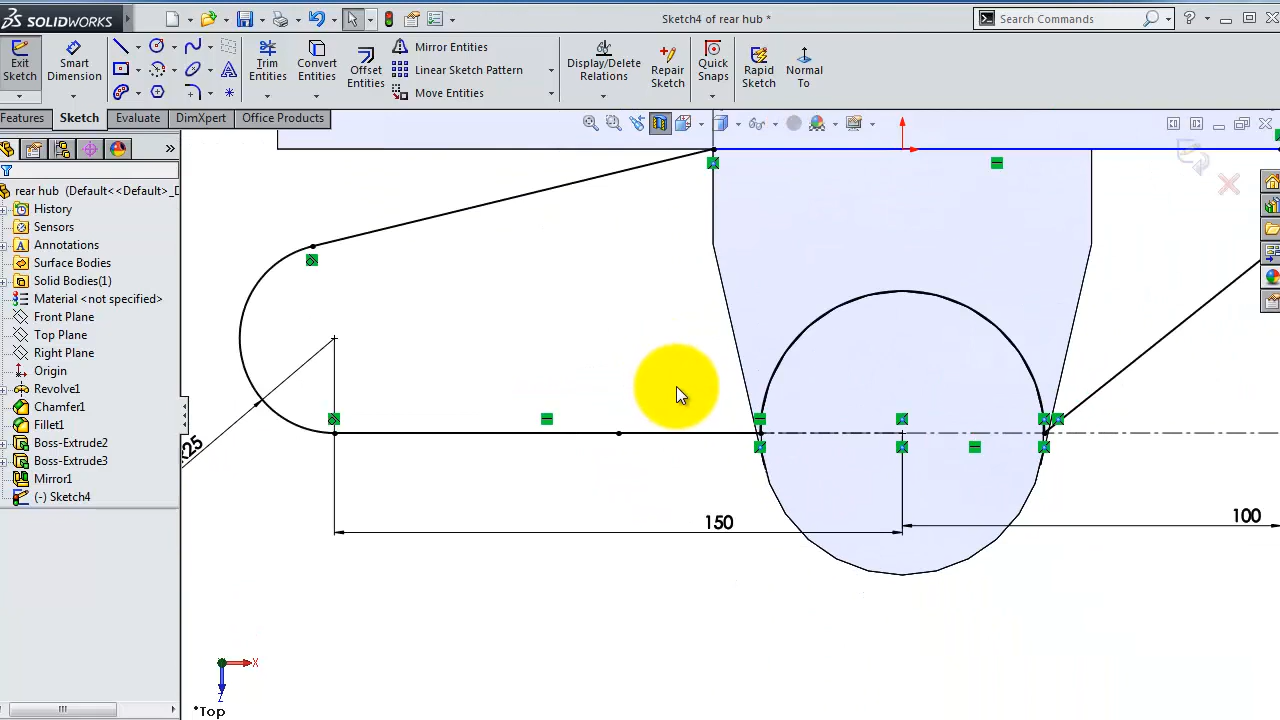 SOLIDWORKS
Sketch4 of rear hub *
Search Commands
Exit Sketch
Smart Dimension
Trim Entities
Convert Entities
Offset Entities
Mirror Entities
Linear Sketch Pattern
Move Entities
Display/Delete Relations
Repair Sketch
Quick Snaps
Rapid Sketch
Normal To
Features
Sketch
Evaluate
DimXpert
Office Products
rear hub (Default<<Default>_D
History
Sensors
Annotations
Surface Bodies
Solid Bodies(1)
Material <not specified>
Front Plane
Top Plane
Right Plane
Origin
Revolve1
Chamfer1
Fillet1
Boss-Extrude2
Boss-Extrude3
Mirror1
(-) Sketch4
R25
150
100
X
Z
*Top